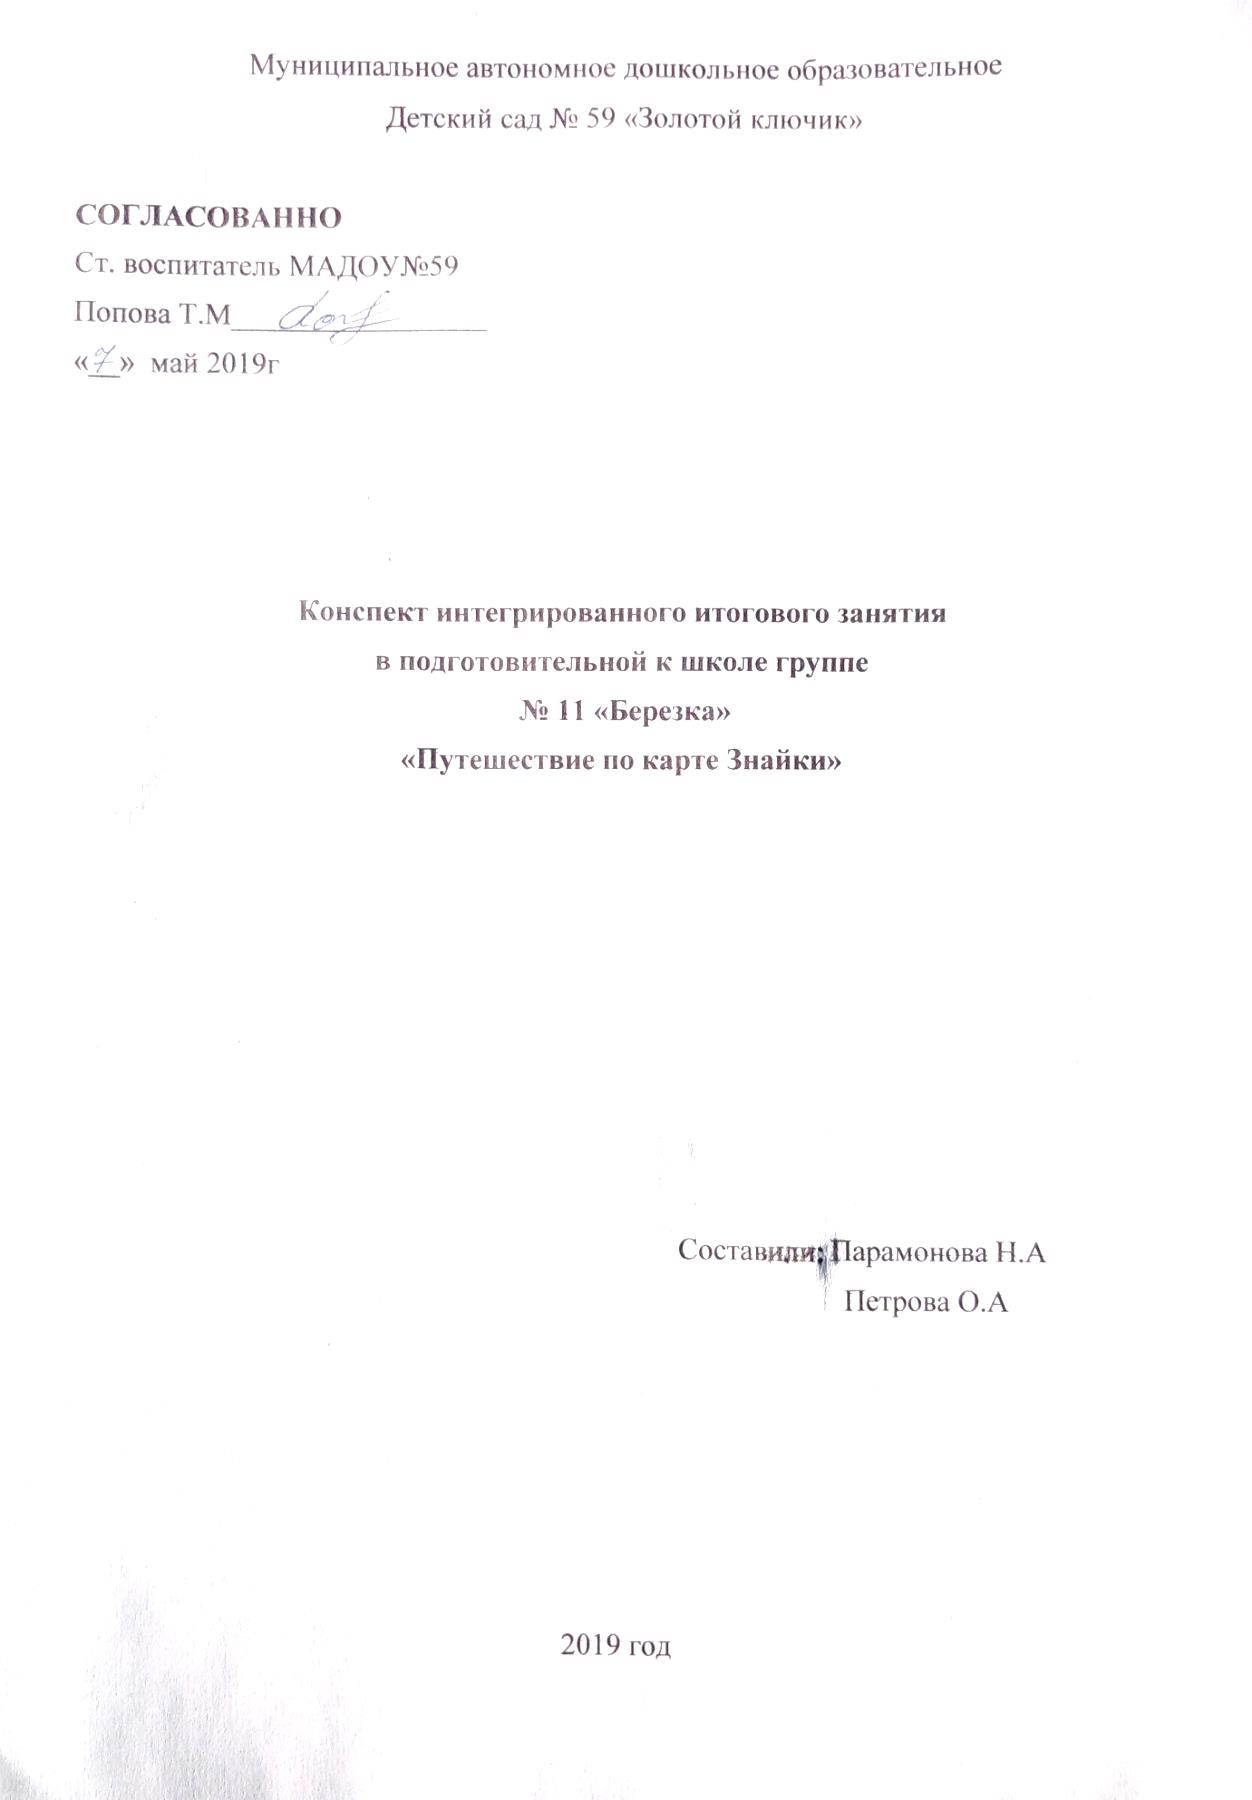 Муниципальное автономное дошкольное образовательное
Детский сад № 59 «Золотой ключик»
СОГЛАСОВАННО
Ст. воспитатель МАДОУ№59
Попова Т.М
«7» май 2019г
Конспект интегрированного итогового занятия
в подготовительной к школе группе
№ 11 «Березка»
«Путешествие по карте Знайки»
Составили: Парамонова Н.А
Петрова О.А
2019 год